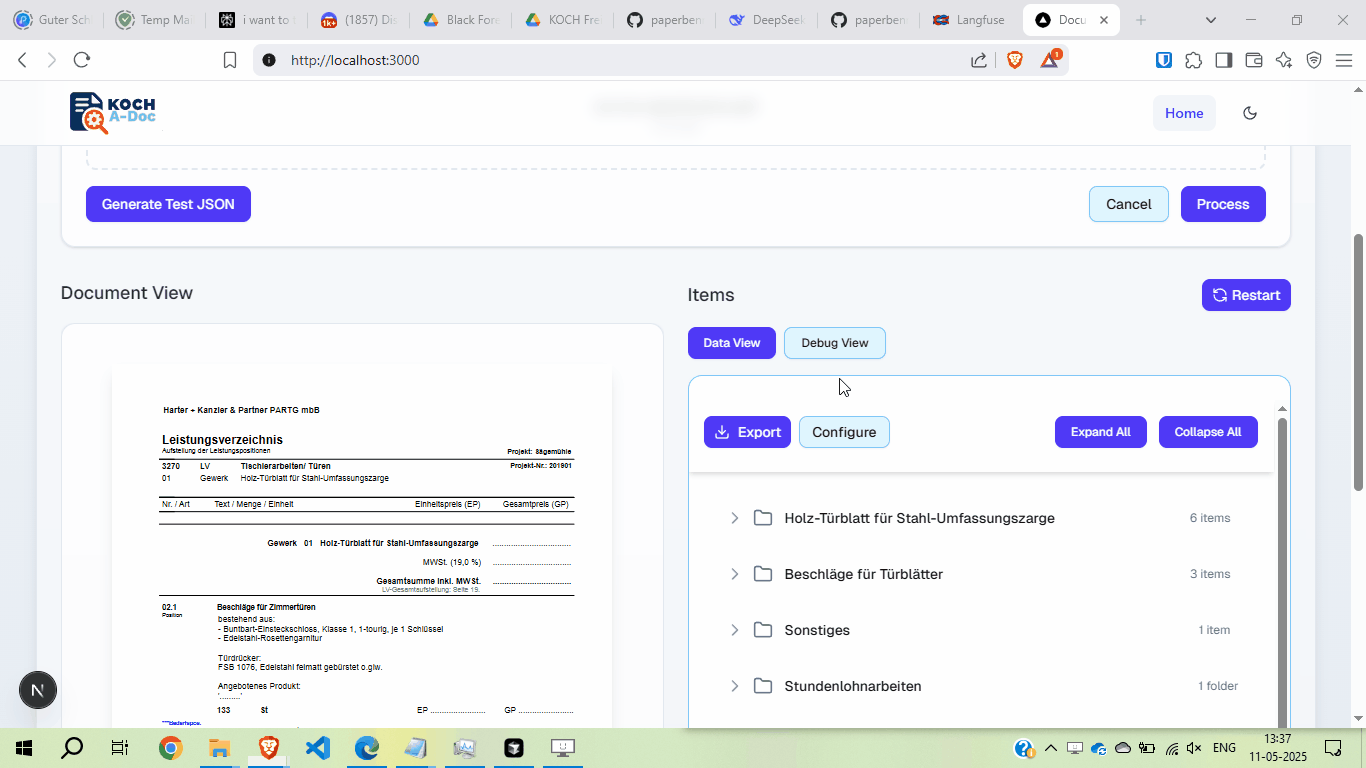 Guter Sch
Temp Ma
i want to
(1857) Dis
Black Fore
KOCH Fre
paperben
DeepSeek
paperben
Langfuse
Docu
http://localhost:3000
1
KOCH
A-Doc
Home
Generate Test JSON
Cancel
Process
Document View
Items
Restart
Data View
Debug View
Export
Configure
Expand All
Collapse All
Holz-Türblatt für Stahl-Umfassungszarge
6 items
Beschläge für Türblätter
3 items
Sonstiges
1 item
Stundenlohnarbeiten
1 folder
Harter + Kanzler & Partner PARTG mbB
Leistungsverzeichnis
Aufstellung der Leistungspositionen
Projekt: Sägemühle
3270 LV Tischlerarbeiten/ Türen
Projekt-Nr.: 201901
01 Gewerk Holz-Türblatt für Stahl-Umfassungszarge
Nr. / Art Text / Menge / Einheit Einheitspreis (EP) Gesamtpreis (GP)
Gewerk 01 Holz-Türblatt für Stahl-Umfassungszarge ..............................
MWSt. (19,0 %) ..............................
Gesamtsumme inkl. MWSt. ..............................
LV-Gesamtaufstellung: Seite 19.
02.1 Beschläge für Zimmertüren
Position
bestehend aus:
- Buntbart-Einsteckschloss, Klasse 1, 1-tourig, je 1 Schlüssel
- Edelstahl-Rosettengarnitur
Türdrücker:
FSB 1076, Edelstahl feimatt gebürstet o.glw.
Angebotenes Produkt:
'.........'
133 St EP ..................... GP .....................
***Bedarfspos.
N
ENG
13:37
11-05-2025